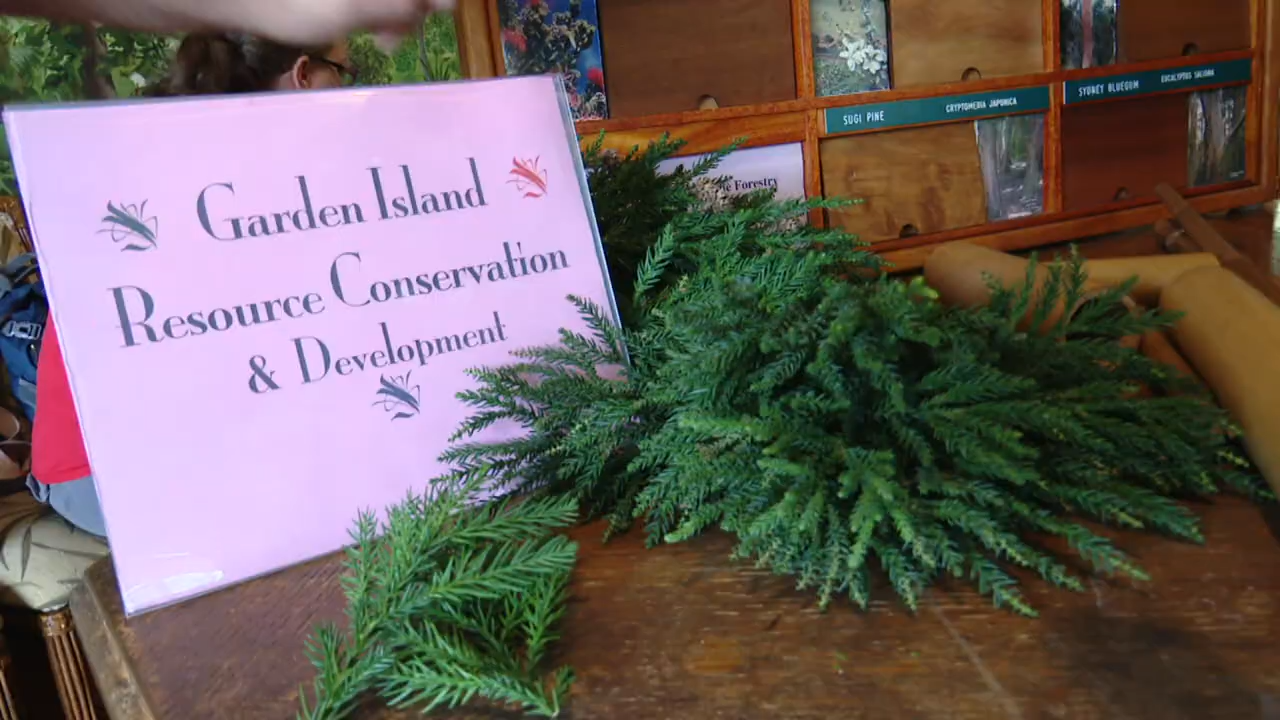 Garden Island
Resource Conservation
& Development
Forestry
SUGI PINE CRYPTOMERIA JAPONICA
SYDNEY BLUEGUM EUCALYPTUS SALIGNA